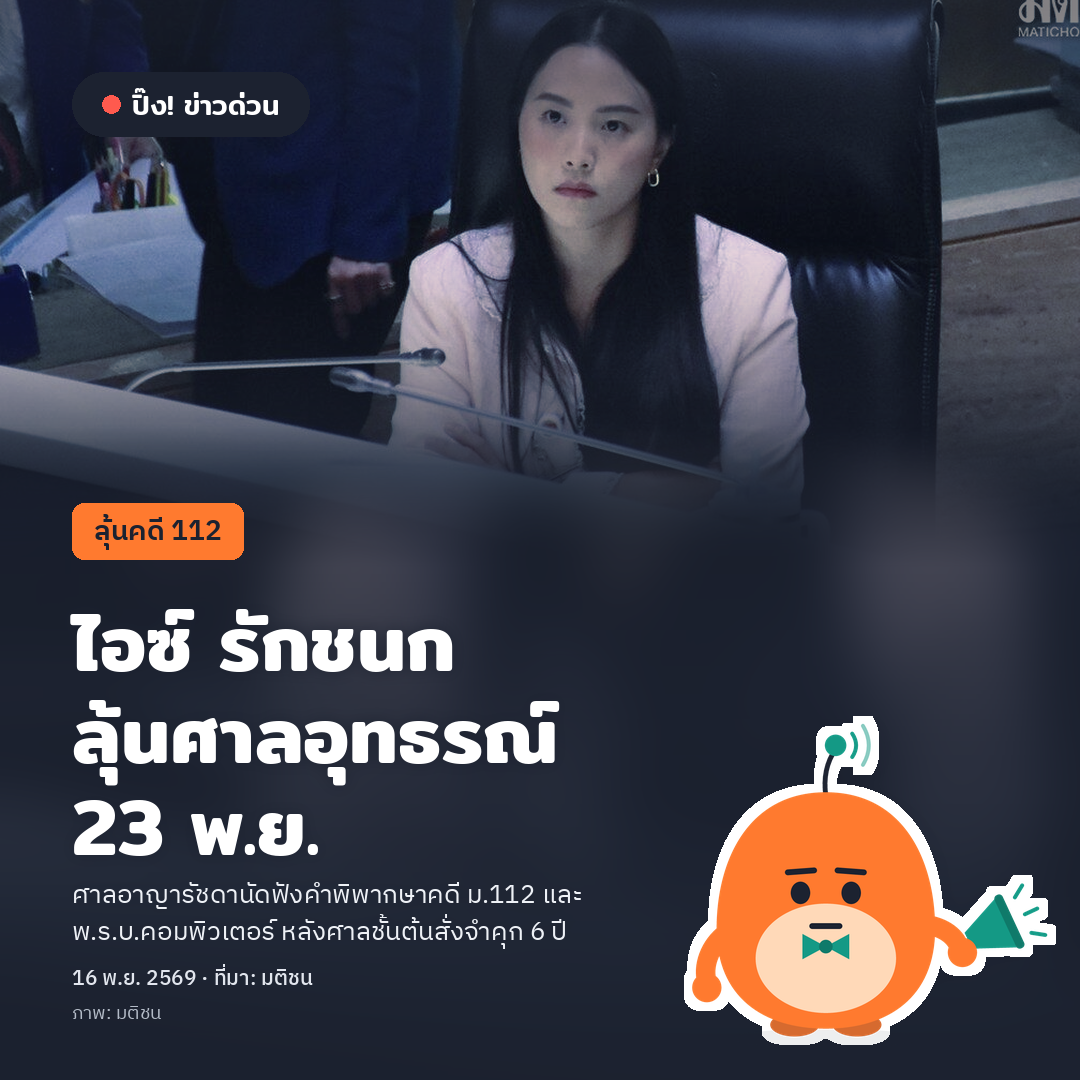 MATICHO
ปิ๊ง! ข่าวด่วน
ลุ้นคดี 112
ไอซ์ รักชนก
ลุ้นศาลอุทธรณ์
23 พ.ย.
ศาลอาญารัชดานัดฟังคำพิพากษาคดี ม.112 และ
พ.ร.บ.คอมพิวเตอร์ หลังศาลชั้นต้นสั่งจำคุก 6 ปี
16 พ.ย. 2569 · ที่มา: มติชน
ภาพ: มติชน